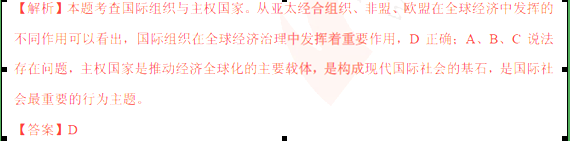 【解析】本题考查国际组织与主权国家。从亚太经合组织、非盟、欧盟在全球经济中发挥的
不同作用可以看出，国际组织在全球经济治理中发挥着重要作用，D 正确；A、B、C 说法
存在问题，主权国家是推动经济全球化的主要载体，是构成现代国际社会的基石，是国际社
会最重要的行为主题。
【答案】D